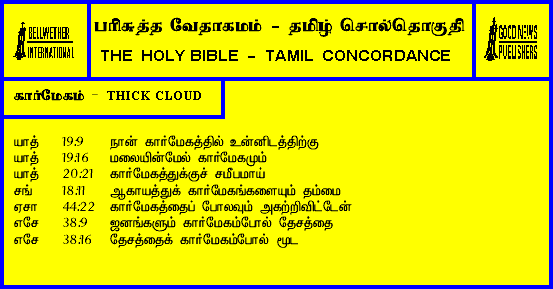 BELLWETHER
INTERNATIONAL
பரிசுத்த வேதாகமம் - தமிழ் சொல்தொகுதி
THE HOLY BIBLE - TAMIL CONCORDANCE
GOOD NEWS
PUBLISHERS
கார்மேகம் - THICK CLOUD
யாத் 19:9 நான் கார்மேகத்தில் உன்னிடத்திற்கு
யாத் 19:16 மலையின்மேல் கார்மேகமும்
யாத் 20:21 கார்மேகத்துக்குச் சமீபமாய்
சங் 18:11 ஆகாயத்துக் கார்மேகங்களையும் தம்மை
ஏசா 44:22 கார்மேகத்தைப் போலவும் அகற்றிவிட்டேன்
எசே 38:9 ஜனங்களும் கார்மேகம்போல் தேசத்தை
எசே 38:16 தேசத்தைக் கார்மேகம்போல் மூட